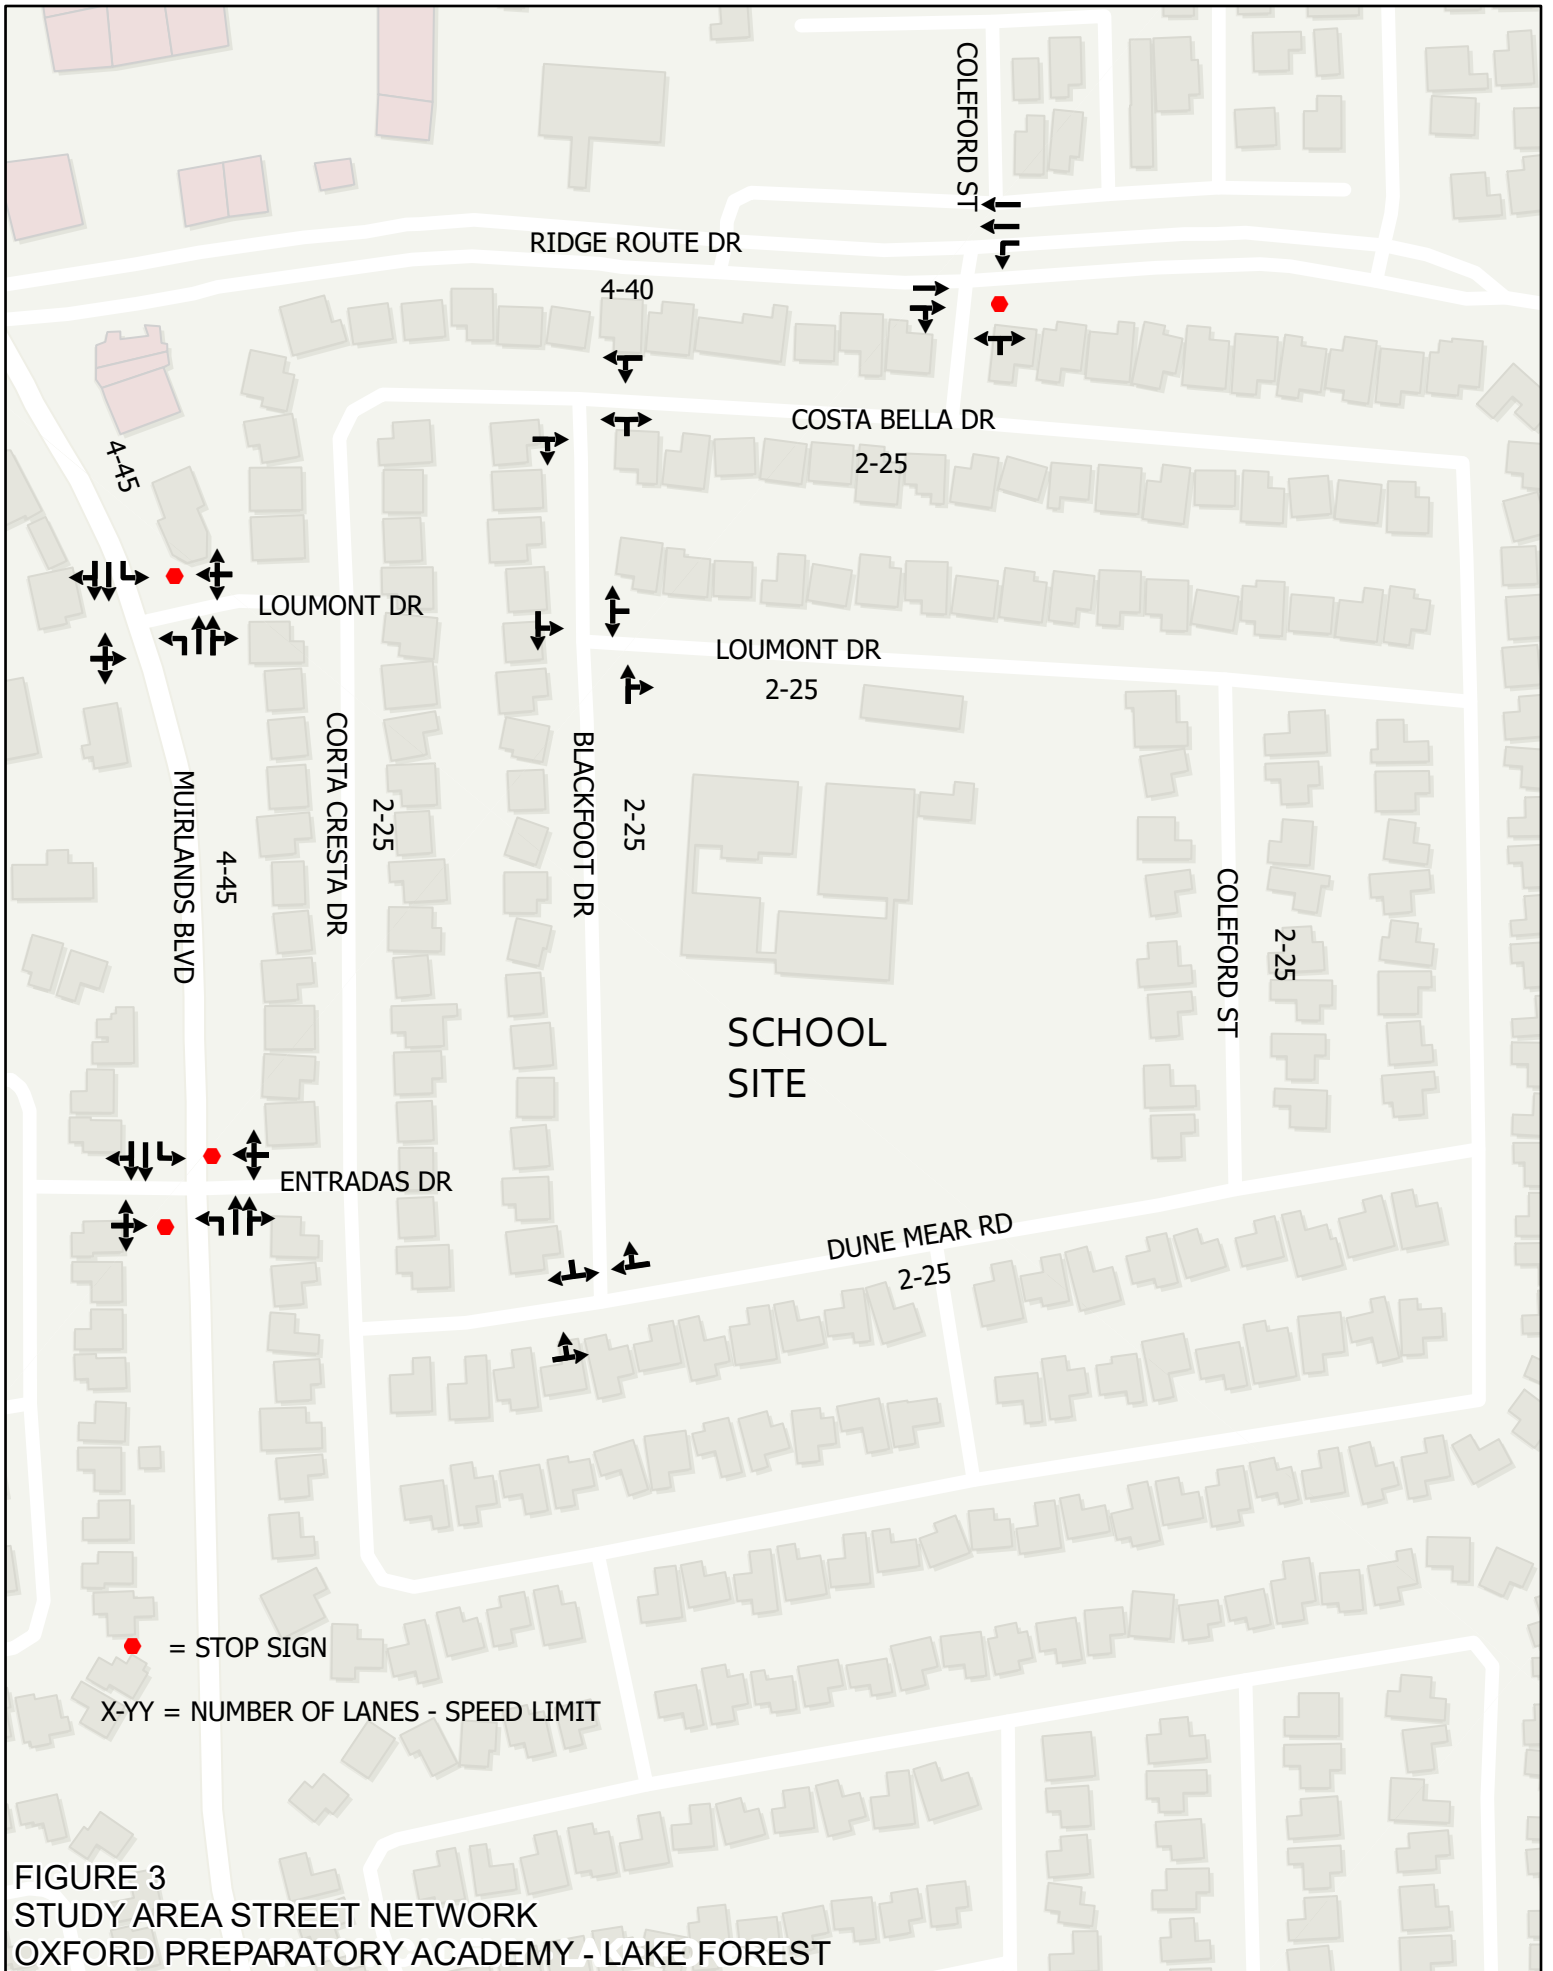 COLEFORD ST
RIDGE ROUTE DR
4-40
COSTA BELLA DR
2-25
4-45
LOUMONT DR
LOUMONT DR
2-25
CORTA CRESTA DR
2-25
BLACKFOOT DR
2-25
MUIRLANDS BLVD
4-45
COLEFORD ST
2-25
SCHOOL
SITE
ENTRADAS DR
DUNE MEAR RD
2-25
= STOP SIGN
X-YY = NUMBER OF LANES - SPEED LIMIT
FIGURE 3
STUDY AREA STREET NETWORK
OXFORD PREPARATORY ACADEMY - LAKE FOREST